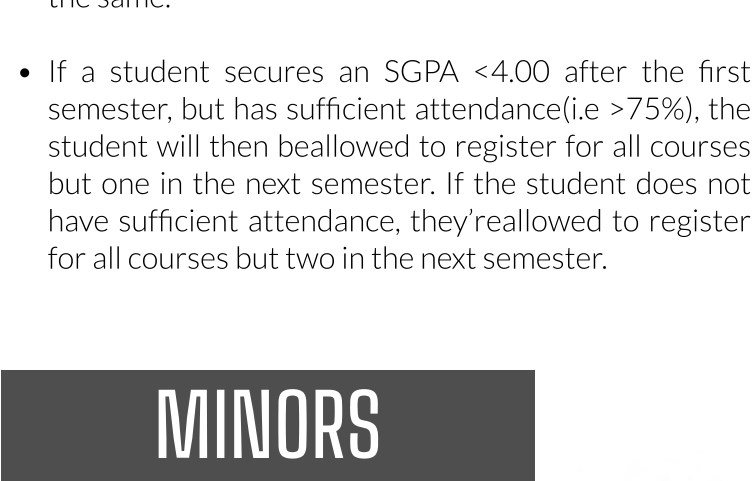 the same.
• If a student secures an SGPA <4.00 after the first
semester, but has sufficient attendance(i.e >75%), the
student will then beallowed to register for all courses
but one in the next semester. If the student does not
have sufficient attendance, they’reallowed to register
for all courses but two in the next semester.
MINORS